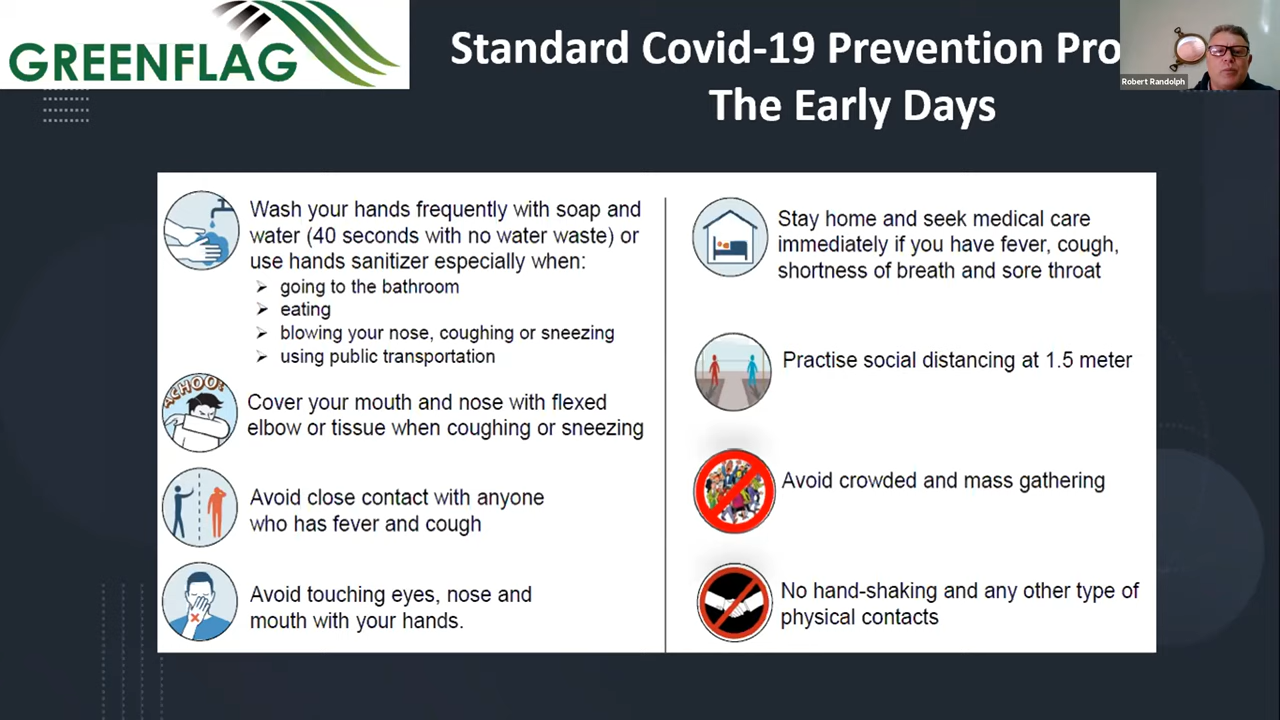 GREENFLAG
Standard Covid-19 Prevention Pro
The Early Days
Robert Randolph
Wash your hands frequently with soap and
water (40 seconds with no water waste) or
use hands sanitizer especially when:
going to the bathroom
eating
blowing your nose, coughing or sneezing
using public transportation
ACHOO!
Cover your mouth and nose with flexed
elbow or tissue when coughing or sneezing
Avoid close contact with anyone
who has fever and cough
Avoid touching eyes, nose and
mouth with your hands.
Stay home and seek medical care
immediately if you have fever, cough,
shortness of breath and sore throat
Practise social distancing at 1.5 meter
Avoid crowded and mass gathering
No hand-shaking and any other type of
physical contacts